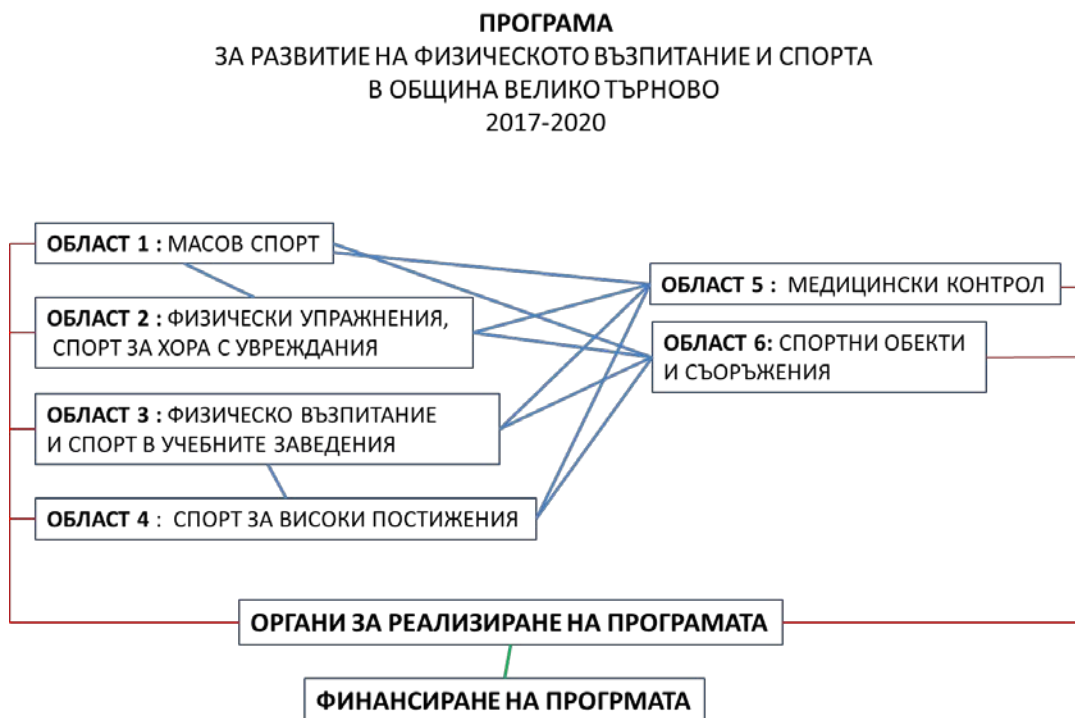 ПРОГРАМА
ЗА РАЗВИТИЕ НА ФИЗИЧЕСКОТО ВЪЗПИТАНИЕ И СПОРТА
В ОБЩИНА ВЕЛИКО ТЪРНОВО
2017-2020
ОБЛАСТ 1 : МАСОВ СПОРТ
ОБЛАСТ 2 : ФИЗИЧЕСКИ УПРАЖНЕНИЯ,
СПОРТ ЗА ХОРА С УВРЕЖДАНИЯ
ОБЛАСТ 3 : ФИЗИЧЕСКО ВЪЗПИТАНИЕ
И СПОРТ В УЧЕБНИТЕ ЗАВЕДЕНИЯ
ОБЛАСТ 4 : СПОРТ ЗА ВИСОКИ ПОСТИЖЕНИЯ
ОБЛАСТ 5 : МЕДИЦИНСКИ КОНТРОЛ
ОБЛАСТ 6: СПОРТНИ ОБЕКТИ
И СЪОРЪЖЕНИЯ
ОРГАНИ ЗА РЕАЛИЗИРАНЕ НА ПРОГРАМАТА
ФИНАНСИРАНЕ НА ПРОГРМАТА